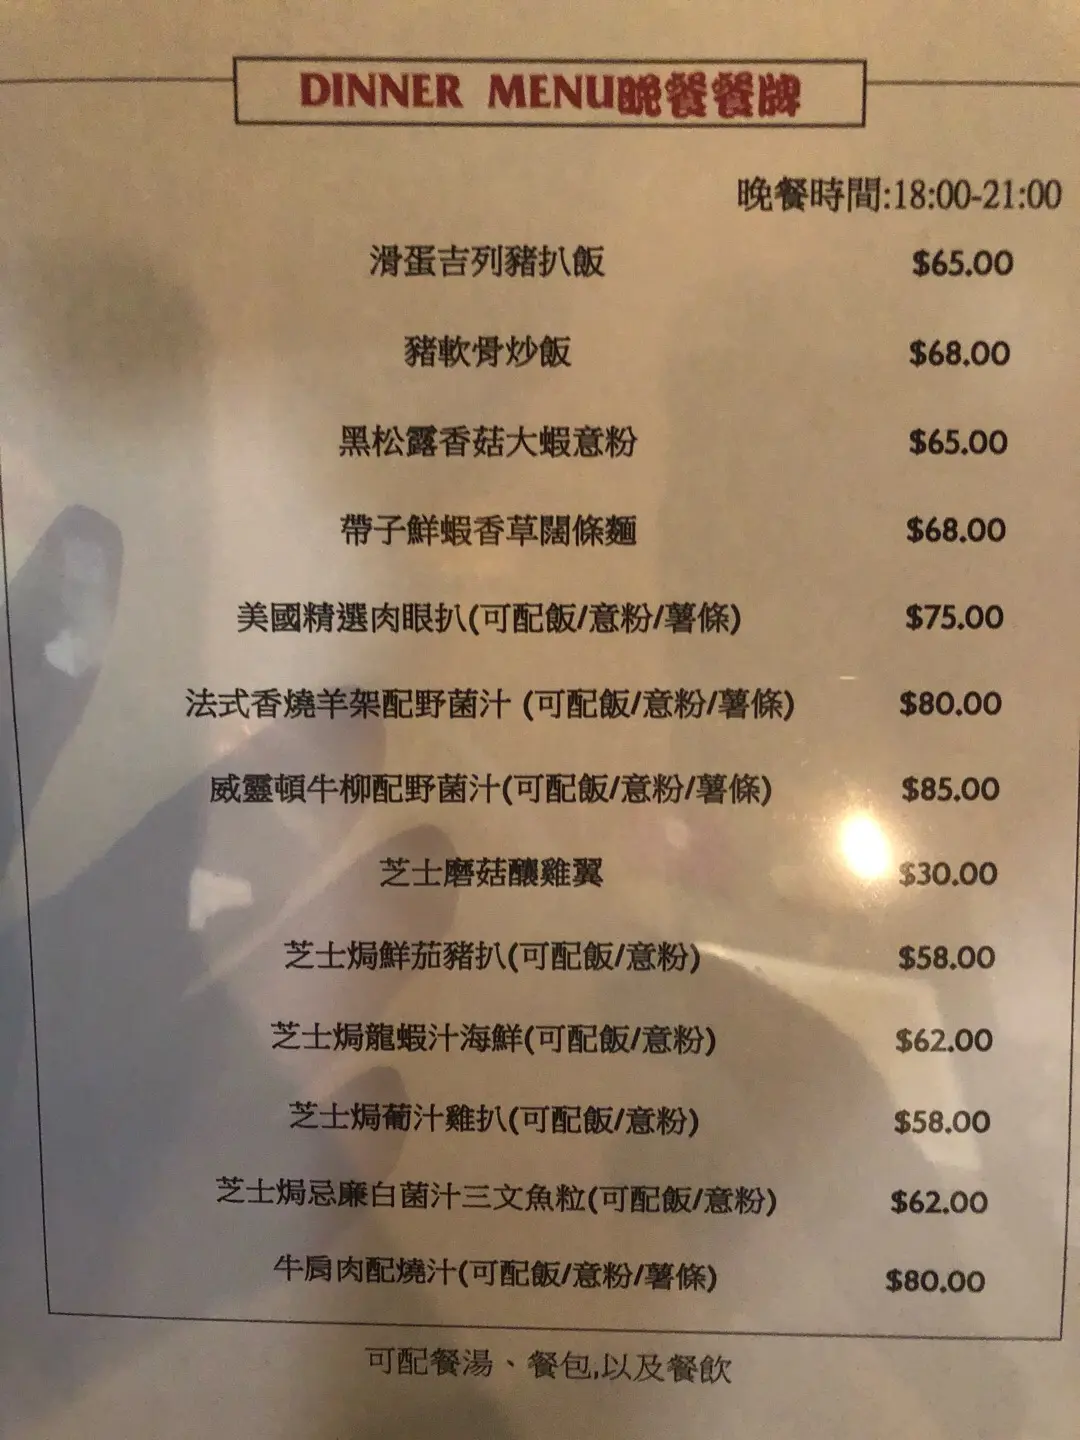 DINNER MENU晚餐餐牌
晚餐時間:18:00-21:00
滑蛋吉列豬扒飯 $65.00
豬軟骨炒飯 $68.00
黑松露香菇大蝦意粉 $65.00
帶子鮮蝦香草闊條麵 $68.00
美國精選肉眼扒(可配飯/意粉/薯條) $75.00
法式香燒羊架配野菌汁 (可配飯/意粉/薯條) $80.00
威靈頓牛柳配野菌汁(可配飯/意粉/薯條) $85.00
芝士磨菇釀雞翼 $30.00
芝士焗鮮茄豬扒(可配飯/意粉) $58.00
芝士焗龍蝦汁海鮮(可配飯/意粉) $62.00
芝士焗葡汁雞扒(可配飯/意粉) $58.00
芝士焗忌廉白菌汁三文魚粒(可配飯/意粉) $62.00
牛肩肉配燒汁(可配飯/意粉/薯條) $80.00
可配餐湯、餐包,以及餐飲